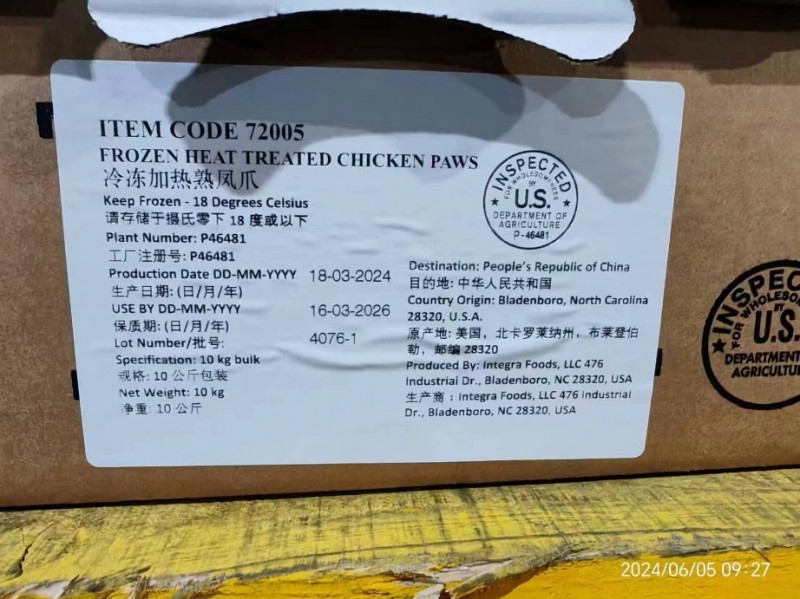 ITEM CODE 72005
FROZEN HEAT TREATED CHICKEN PAWS
冷冻加热熟凤爪
Keep Frozen - 18 Degrees Celsius
请存储于摄氏零下 18 度或以下
Plant Number: P46481
工厂注册号: P46481
Production Date DD-MM-YYYY 18-03-2024
生产日期: (日/月/年)
USE BY DD-MM-YYYY 16-03-2026
保质期: (日/月/年)
Lot Number/批号: 4076-1
Specification: 10 kg bulk
规格: 10 公斤包装
Net Weight: 10 kg
净重: 10 公斤
INSPECTED
FOR WHOLESOMENESS
BY
U.S.
DEPARTMENT OF
AGRICULTURE
P-46481
Destination: People's Republic of China
目的地: 中华人民共和国
Country Origin: Bladenboro, North Carolina
28320, U.S.A.
原产地: 美国, 北卡罗莱纳州, 布莱登伯
勒, 邮编 28320
Produced By: Integra Foods, LLC 476
Industrial Dr., Bladenboro, NC 28320, USA
生产商: Integra Foods, LLC 476 Industrial
Dr., Bladenboro, NC 28320, USA
INSPEC
FOR WHOLESO
BY
U.S.
DEPARTMEN
AGRICULTU
2024/06/05 09:27